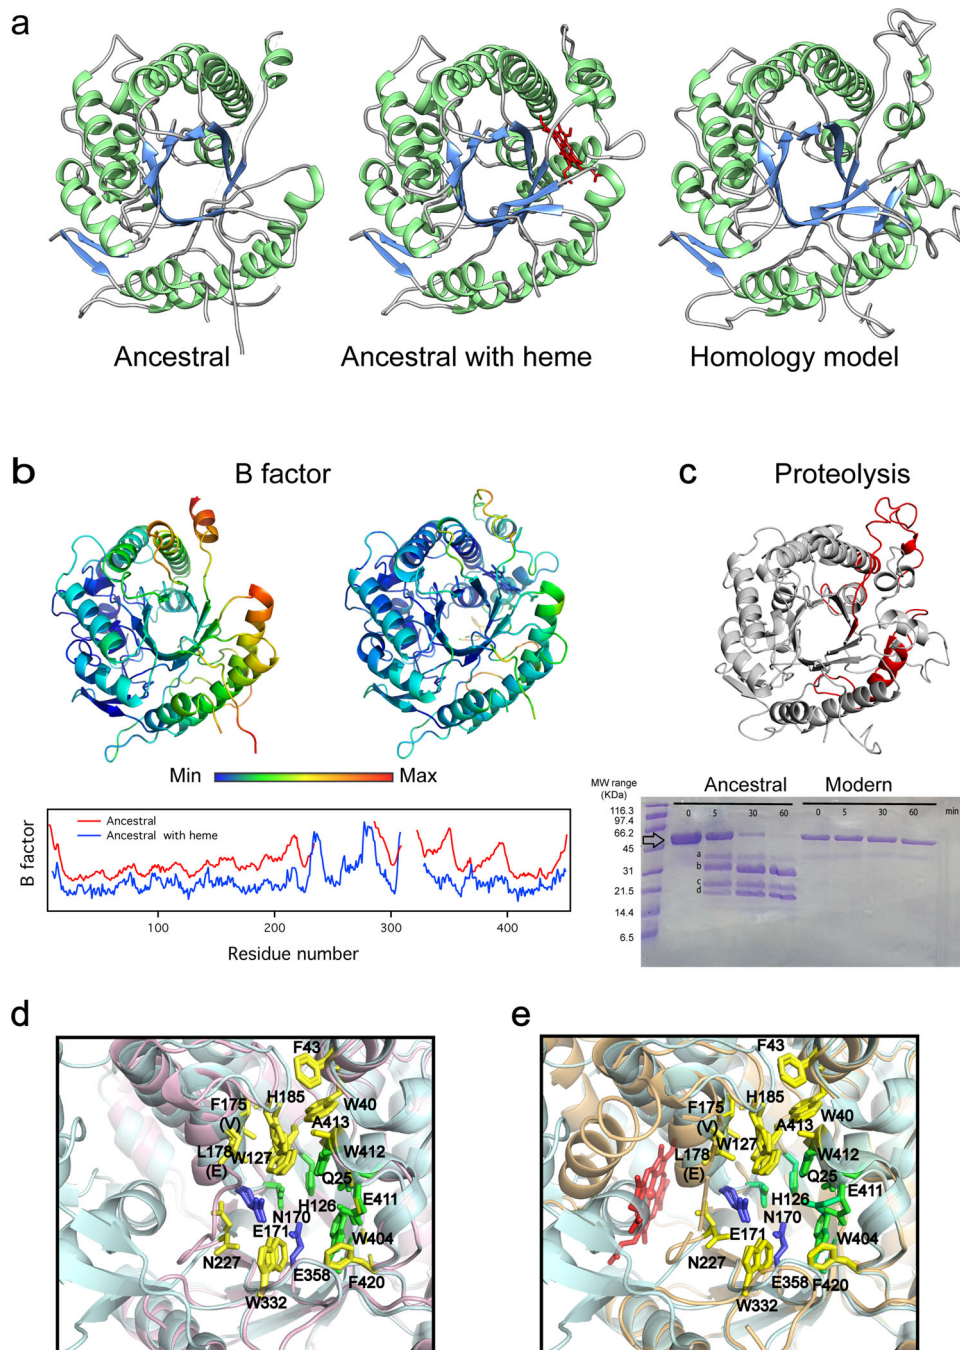 a
Ancestral
Ancestral with heme
Homology model
b
B factor
c
Proteolysis
Min
Max
MW range
(KDa)
Ancestral
Modern
0 5 30 60
0 5 30 60
min
116.3
97.4
66.2
45
31
21.5
14.4
6.5
a
b
c
d
Ancestral
Ancestral with heme
B factor
100 200 300 400
Residue number
d
F43
H185
F175
(V)
W40
A413
L178
(E)
W127
W412
Q25
E411
H126
N170
E171
W404
N227
E358
F420
W332
e
F43
H185
F175
(V)
W40
A413
W127
W412
L178
(E)
Q25
E411
H126
N170
E171
W404
N227
E358
F420
W332